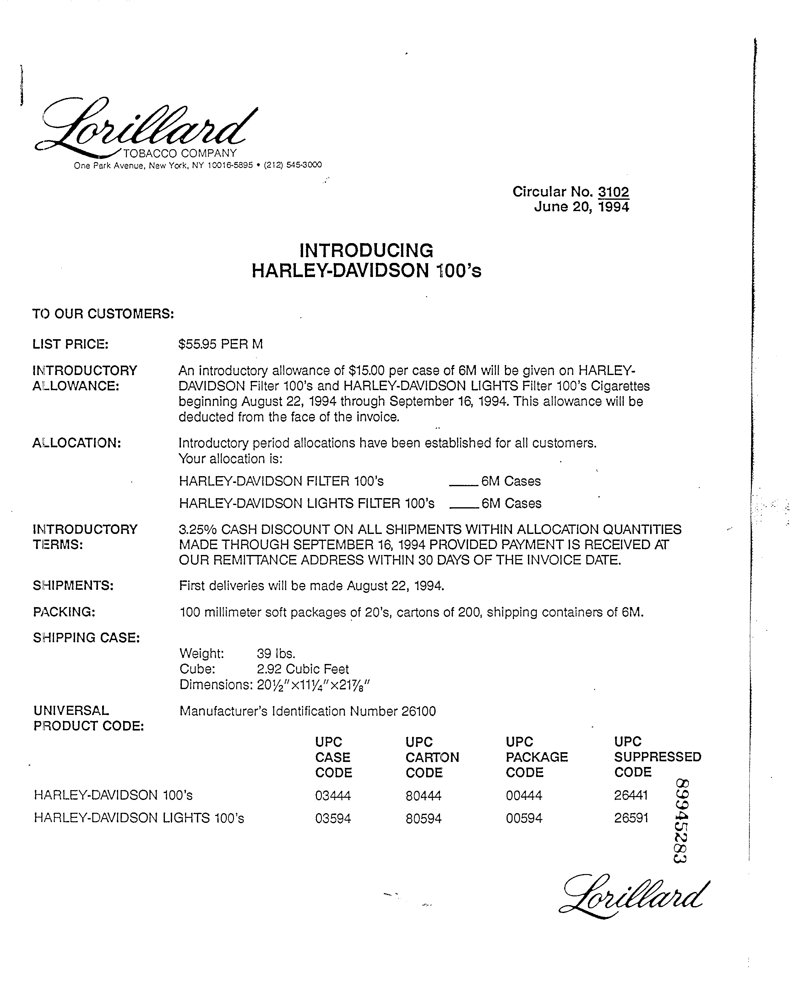 Lorillard
TOBACCO COMPANY
One Park Avenue, New York, NY 10016-5895 • (212) 545-3000
Circular No. 3102
June 20, 1994
INTRODUCING
HARLEY-DAVIDSON 100's
TO OUR CUSTOMERS:
LIST PRICE: $55.95 PER M
INTRODUCTORY ALLOWANCE: An introductory allowance of $15.00 per case of 6M will be given on HARLEY-
DAVIDSON Filter 100's and HARLEY-DAVIDSON LIGHTS Filter 100's Cigarettes
beginning August 22, 1994 through September 16, 1994. This allowance will be
deducted from the face of the invoice.
ALLOCATION: Introductory period allocations have been established for all customers.
Your allocation is:
HARLEY-DAVIDSON FILTER 100's ____ 6M Cases
HARLEY-DAVIDSON LIGHTS FILTER 100's ____ 6M Cases
INTRODUCTORY TERMS: 3.25% CASH DISCOUNT ON ALL SHIPMENTS WITHIN ALLOCATION QUANTITIES
MADE THROUGH SEPTEMBER 16, 1994 PROVIDED PAYMENT IS RECEIVED AT
OUR REMITTANCE ADDRESS WITHIN 30 DAYS OF THE INVOICE DATE.
SHIPMENTS: First deliveries will be made August 22, 1994.
PACKING: 100 millimeter soft packages of 20's, cartons of 200, shipping containers of 6M.
SHIPPING CASE:
Weight: 39 lbs.
Cube: 2.92 Cubic Feet
Dimensions: 20½"×11¼"×21⅞"
UNIVERSAL PRODUCT CODE: Manufacturer's Identification Number 26100
UPC CASE CODE UPC CARTON CODE UPC PACKAGE CODE UPC SUPPRESSED CODE
HARLEY-DAVIDSON 100's 03444 80444 00444 26441
HARLEY-DAVIDSON LIGHTS 100's 03594 80594 00594 26591
89945283
Lorillard